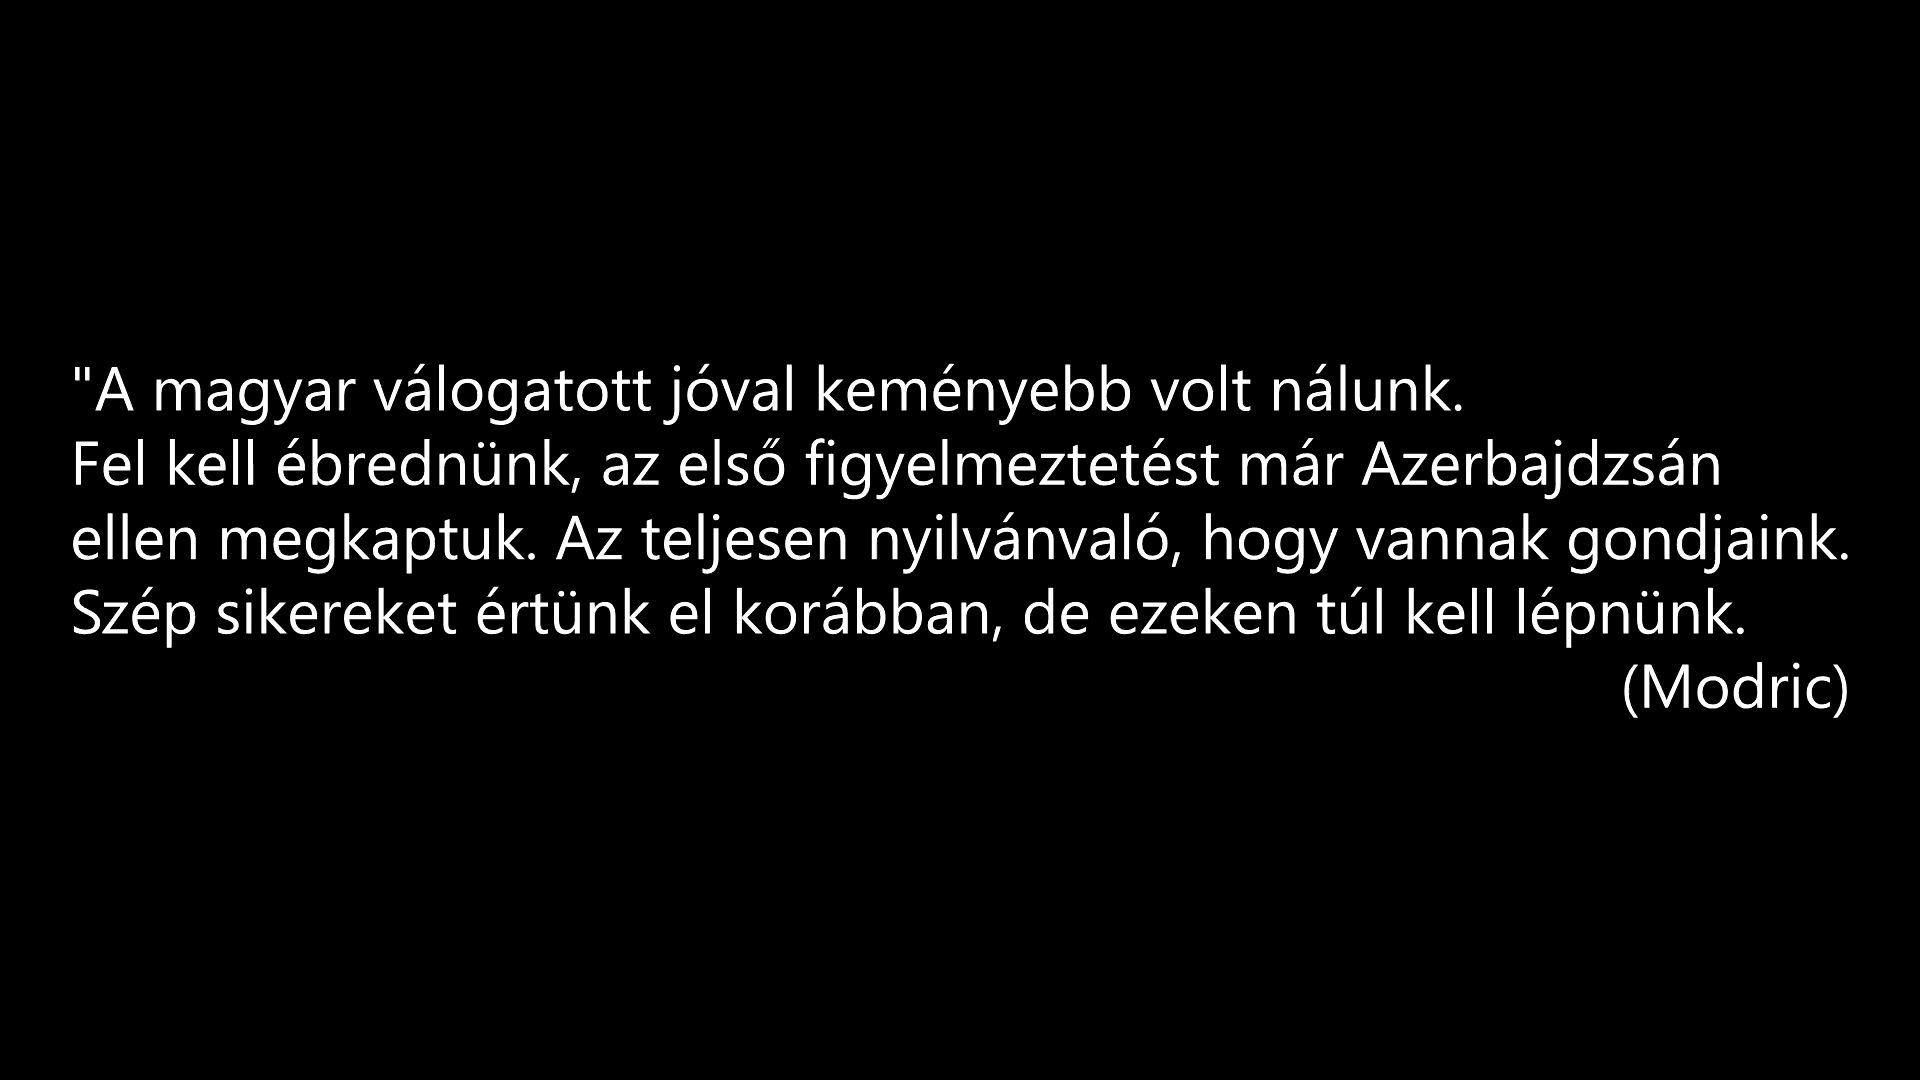 "A magyar válogatott jóval keményebb volt nálunk.
Fel kell ébrednünk, az első figyelmeztetést már Azerbajdzsán
ellen megkaptuk. Az teljesen nyilvánvaló, hogy vannak gondjaink.
Szép sikereket értünk el korábban, de ezeken túl kell lépnünk.
(Modric)